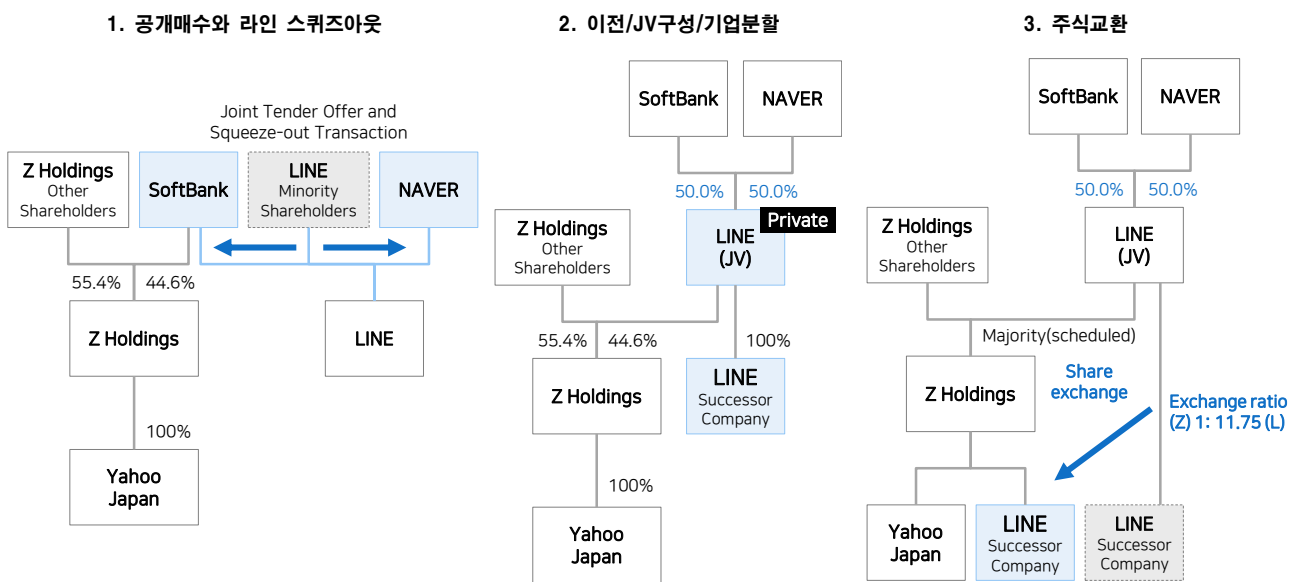 1. 공개매수와 라인 스퀴즈아웃
Joint Tender Offer and
Squeeze-out Transaction
Z Holdings
Other
Shareholders
SoftBank
LINE
Minority
Shareholders
NAVER
55.4%
44.6%
Z Holdings
LINE
100%
Yahoo
Japan
2. 이전/JV구성/기업분할
SoftBank
NAVER
50.0%
50.0%
Private
Z Holdings
Other
Shareholders
LINE
(JV)
55.4%
44.6%
100%
Z Holdings
LINE
Successor
Company
100%
Yahoo
Japan
3. 주식교환
SoftBank
NAVER
50.0%
50.0%
Z Holdings
Other
Shareholders
LINE
(JV)
Majority(scheduled)
Z Holdings
Share
exchange
Exchange ratio
(Z) 1: 11.75 (L)
Yahoo
Japan
LINE
Successor
Company
LINE
Successor
Company